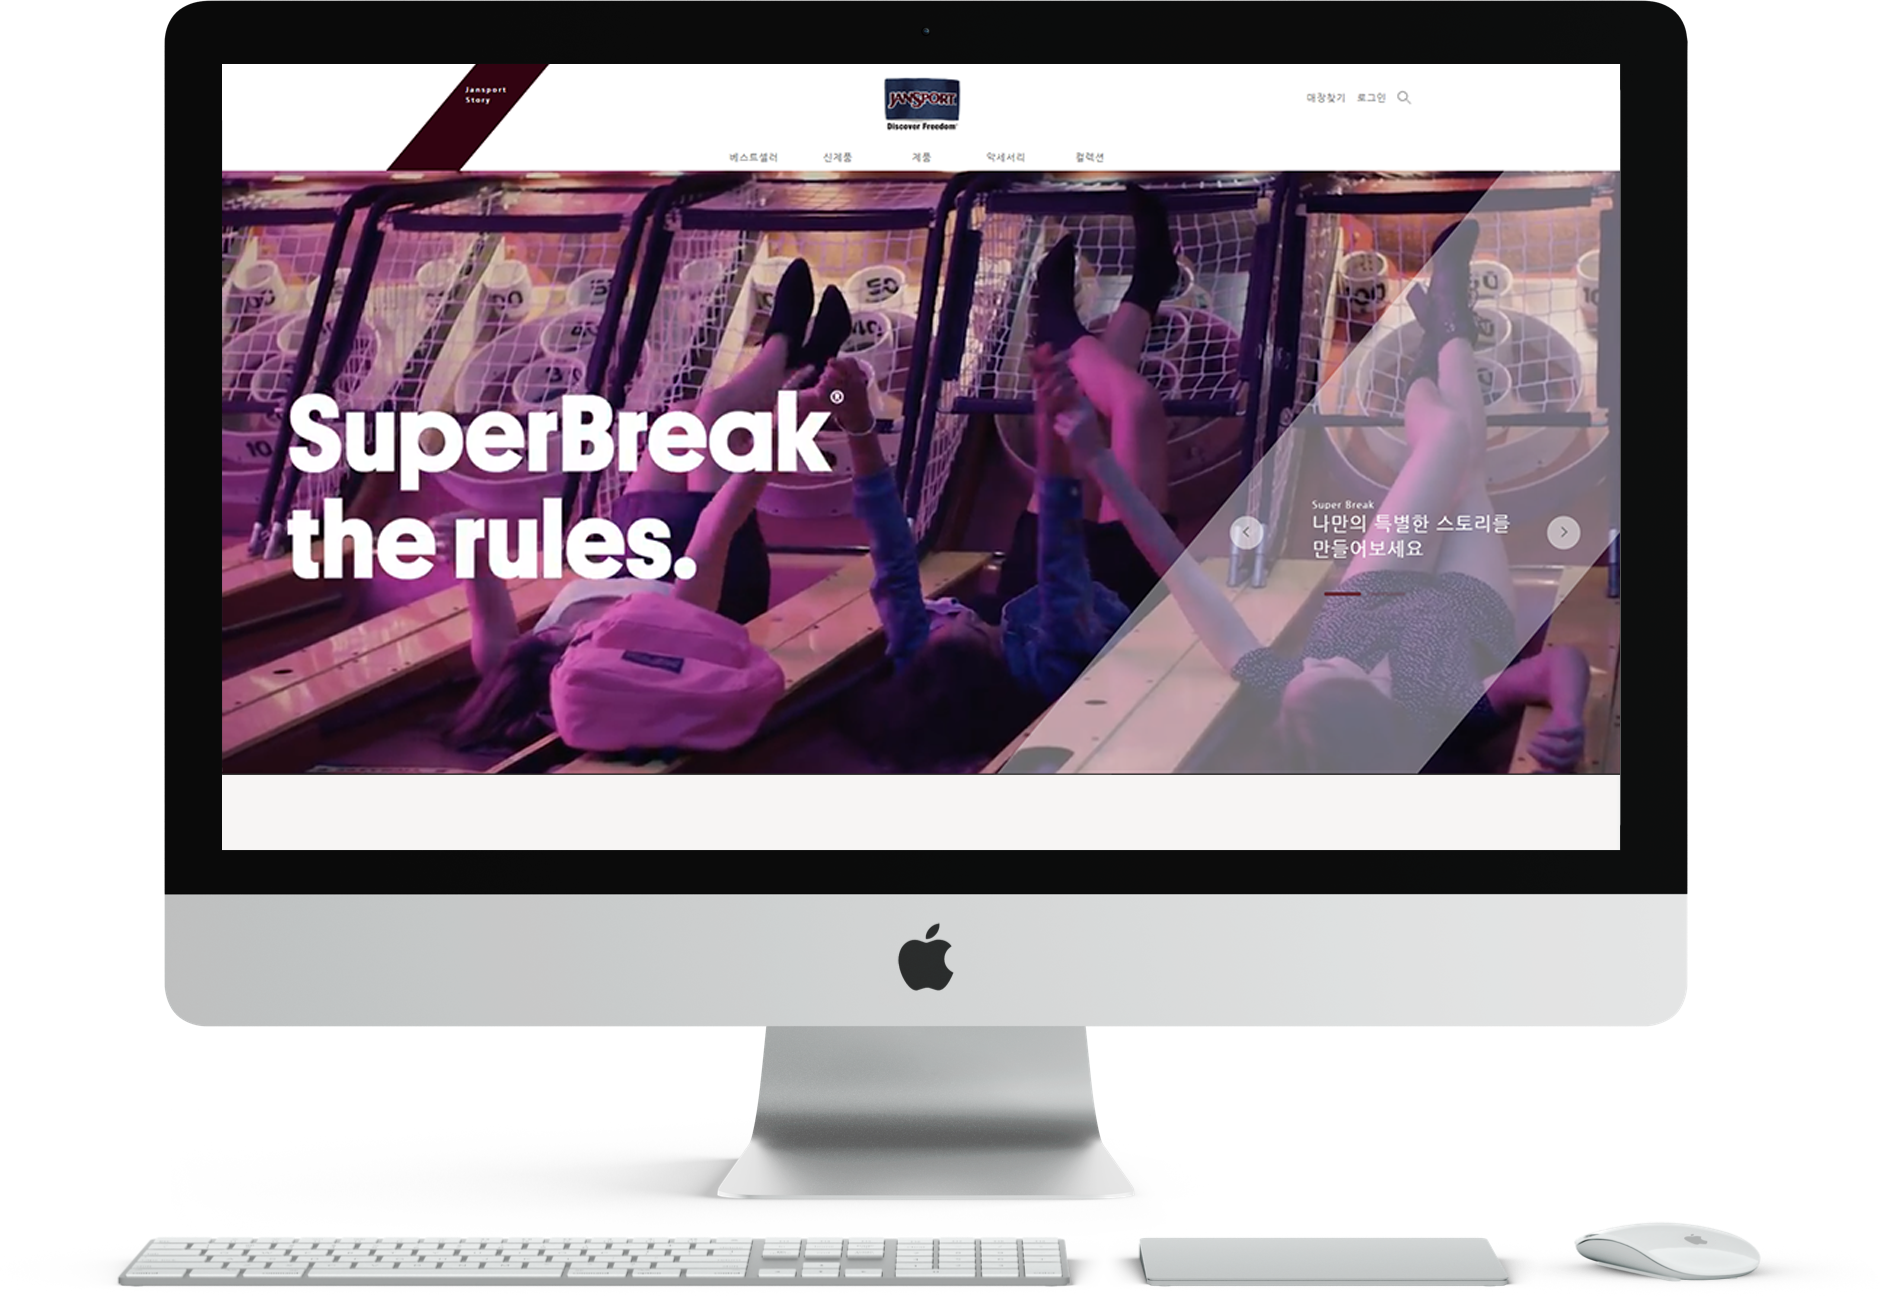 Jansport
Story
JANSPORT
Discover Freedom
매장찾기 로그인
베스트셀러 신제품 제품 악세서리 컬렉션
SuperBreak®
the rules.
Super Break
나만의 특별한 스토리를
만들어보세요